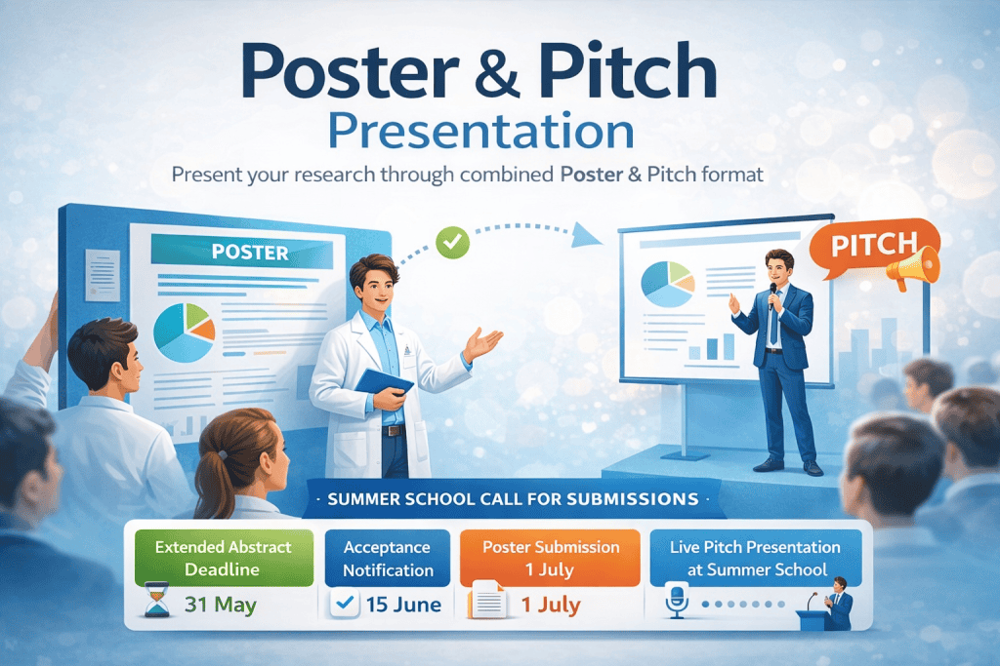 Poster & Pitch
Presentation
Present your research through combined Poster & Pitch format
POSTER
PITCH
· SUMMER SCHOOL CALL FOR SUBMISSIONS ·
Extended Abstract
Deadline
31 May
Acceptance
Notification
15 June
Poster Submission
1 July
1 July
Live Pitch Presentation
at Summer School